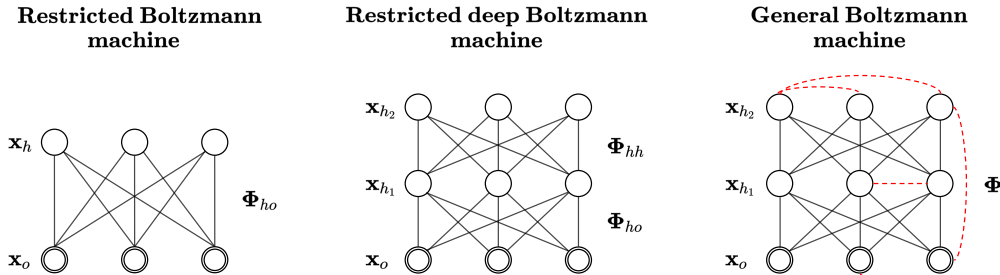 Restricted Boltzmann
machine
x_h
Φ_ho
x_o
Restricted deep Boltzmann
machine
x_h₂
Φ_hh
x_h₁
Φ_ho
x_o
General Boltzmann
machine
x_h₂
x_h₁
Φ
x_o